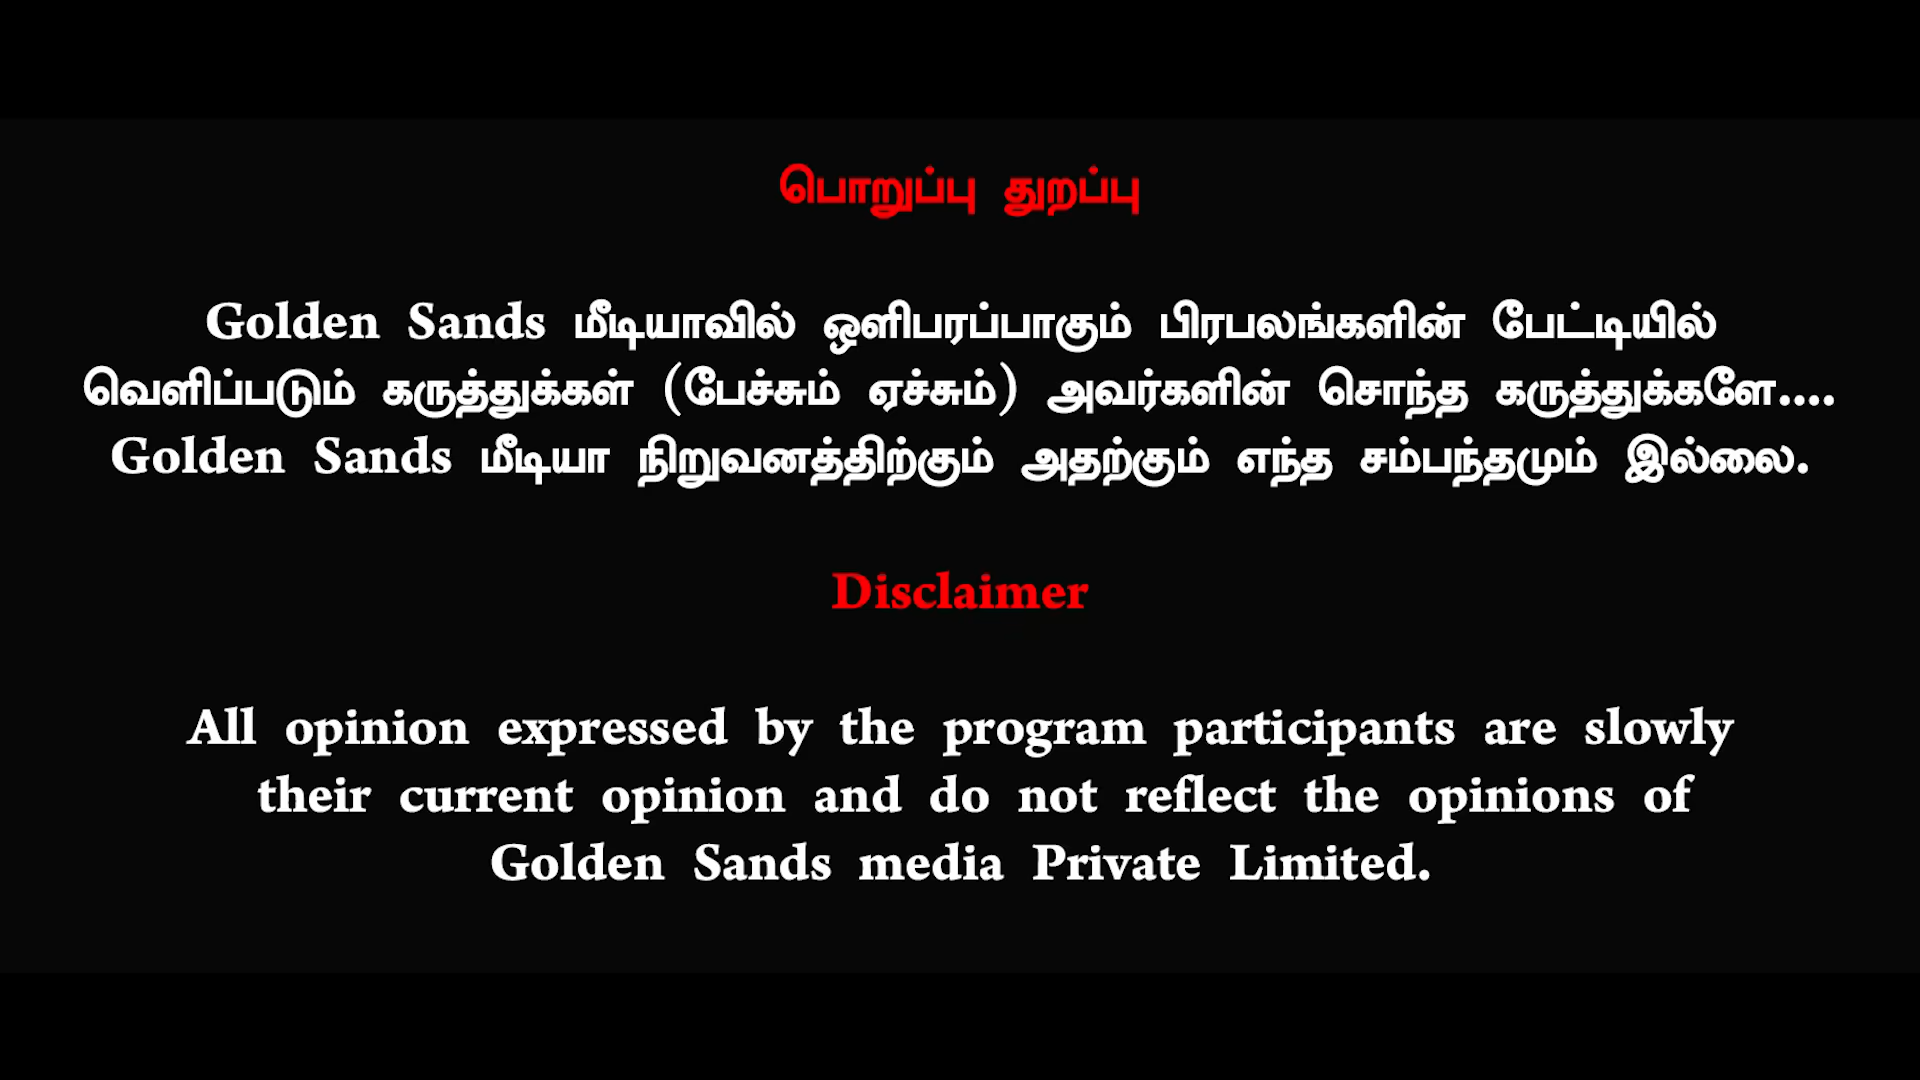 பொறுப்பு துறப்பு
Golden Sands மீடியாவில் ஒளிபரப்பாகும் பிரபலங்களின் பேட்டியில்
வெளிப்படும் கருத்துக்கள் (பேச்சும் ஏச்சும்) அவர்களின் சொந்த கருத்துக்களே....
Golden Sands மீடியா நிறுவனத்திற்கும் அதற்கும் எந்த சம்பந்தமும் இல்லை.
Disclaimer
All opinion expressed by the program participants are slowly
their current opinion and do not reflect the opinions of
Golden Sands media Private Limited.